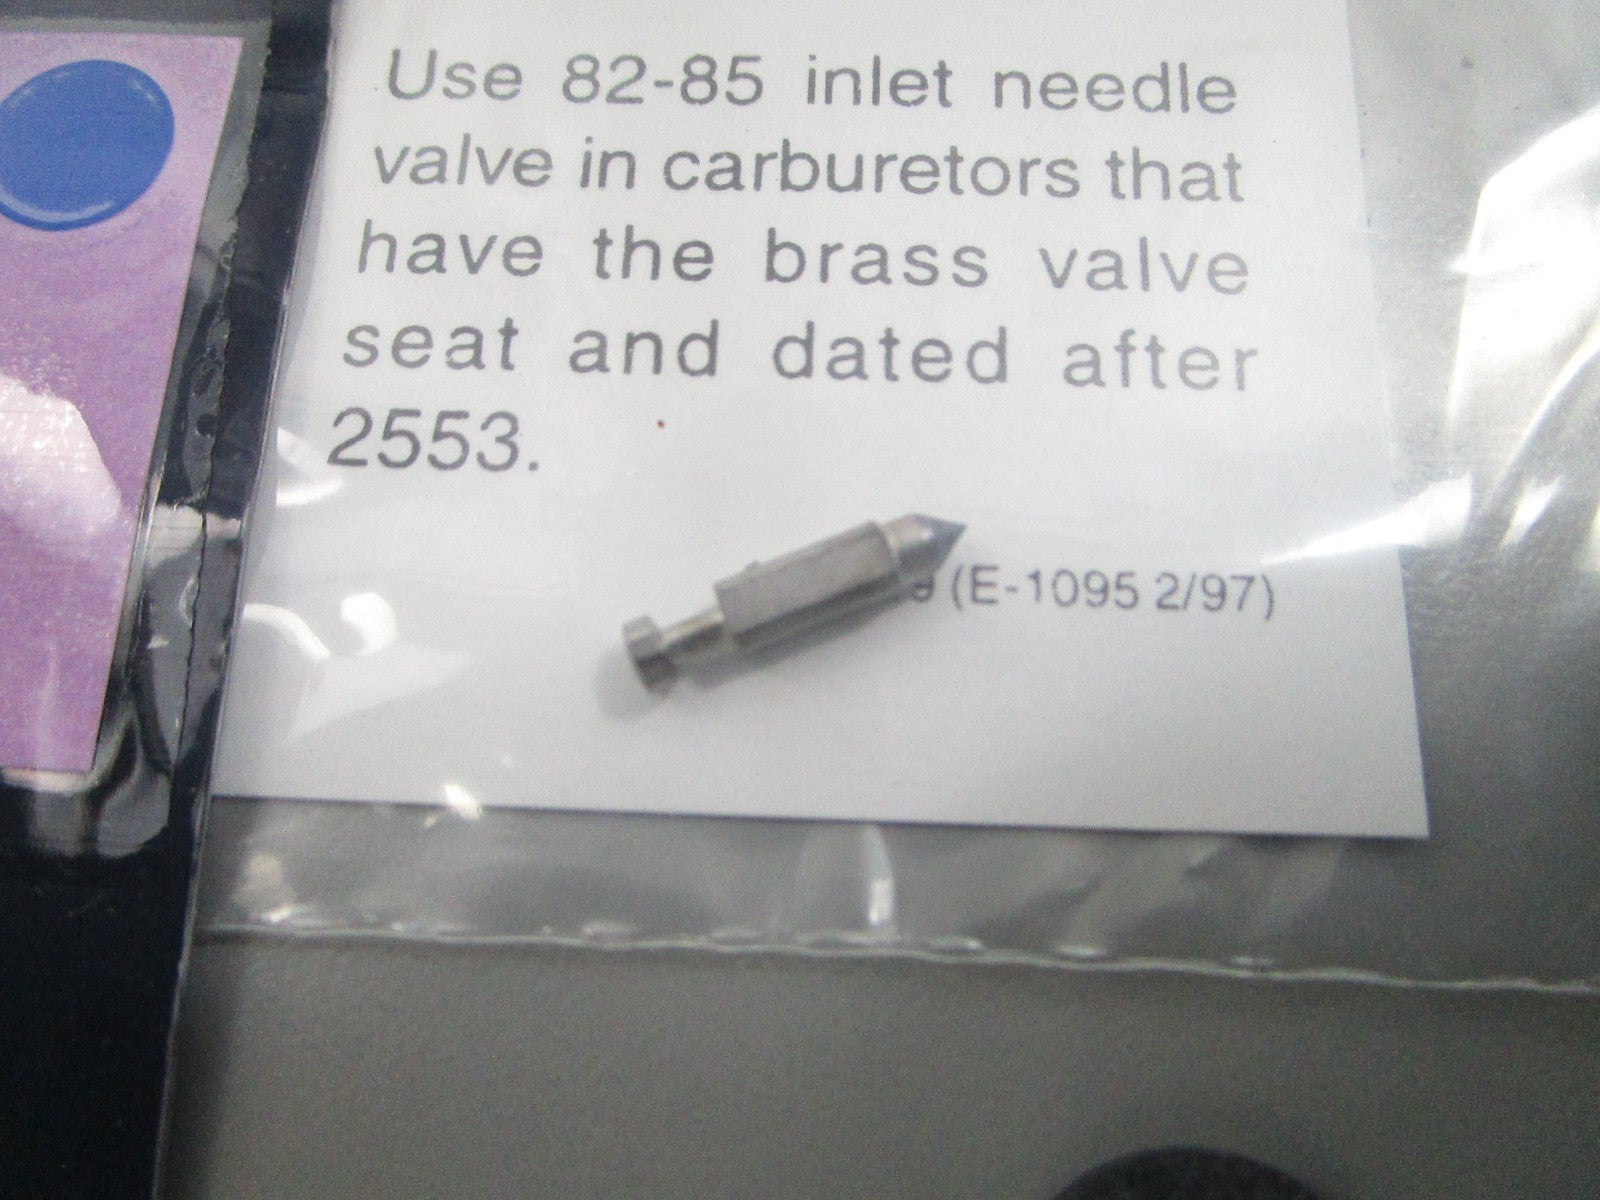 Use 82-85 inlet needle
valve in carburetors that
have the brass valve
seat and dated after
2553.
(E-1095 2/97)